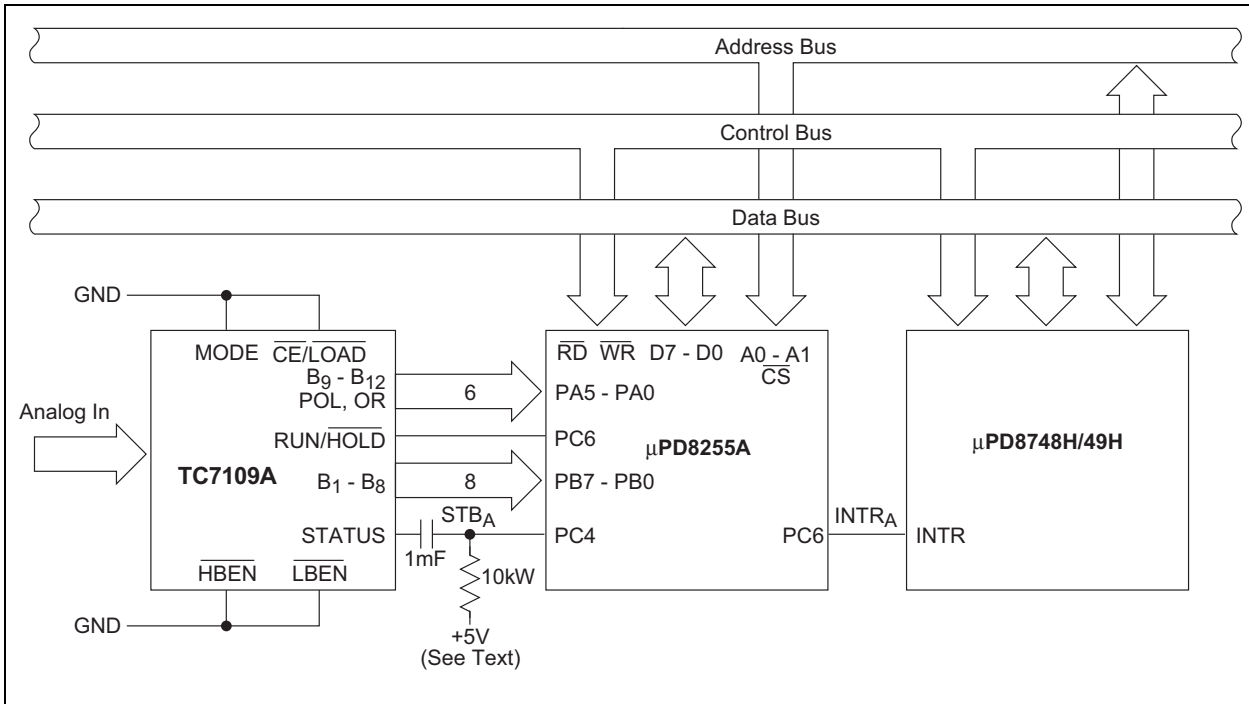 Address Bus
Control Bus
Data Bus
GND
MODE CE/LOAD
B9 - B12
POL, OR
6
Analog In
RUN/HOLD
TC7109A
B1 - B8
8
STATUS
1mF
STBA
10kW
+5V
(See Text)
HBEN LBEN
GND
RD WR D7 - D0 A0 - A1
CS
PA5 - PA0
PC6
µPD8255A
PB7 - PB0
PC4
PC6
INTRA
INTR
µPD8748H/49H